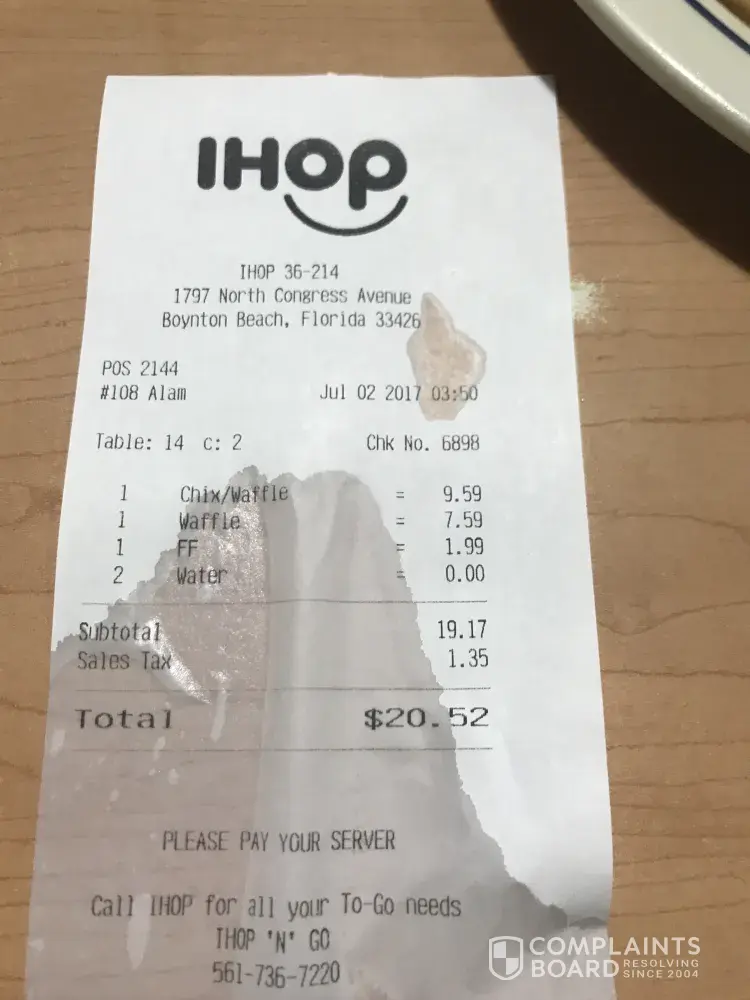 IHOP
IHOP 36-214
1797 North Congress Avenue
Boynton Beach, Florida 33426
POS 2144
#108 Alam Jul 02 2017 03:50
Table: 14 c: 2 Chk No. 6898
1 Chix/Waffle = 9.59
1 Waffle = 7.59
1 FF = 1.99
2 Water = 0.00
Subtotal 19.17
Sales Tax 1.35
Total $20.52
PLEASE PAY YOUR SERVER
Call IHOP for all your To-Go needs
IHOP 'N' GO
561-736-7220
COMPLAINTS
BOARD RESOLVING SINCE 2004